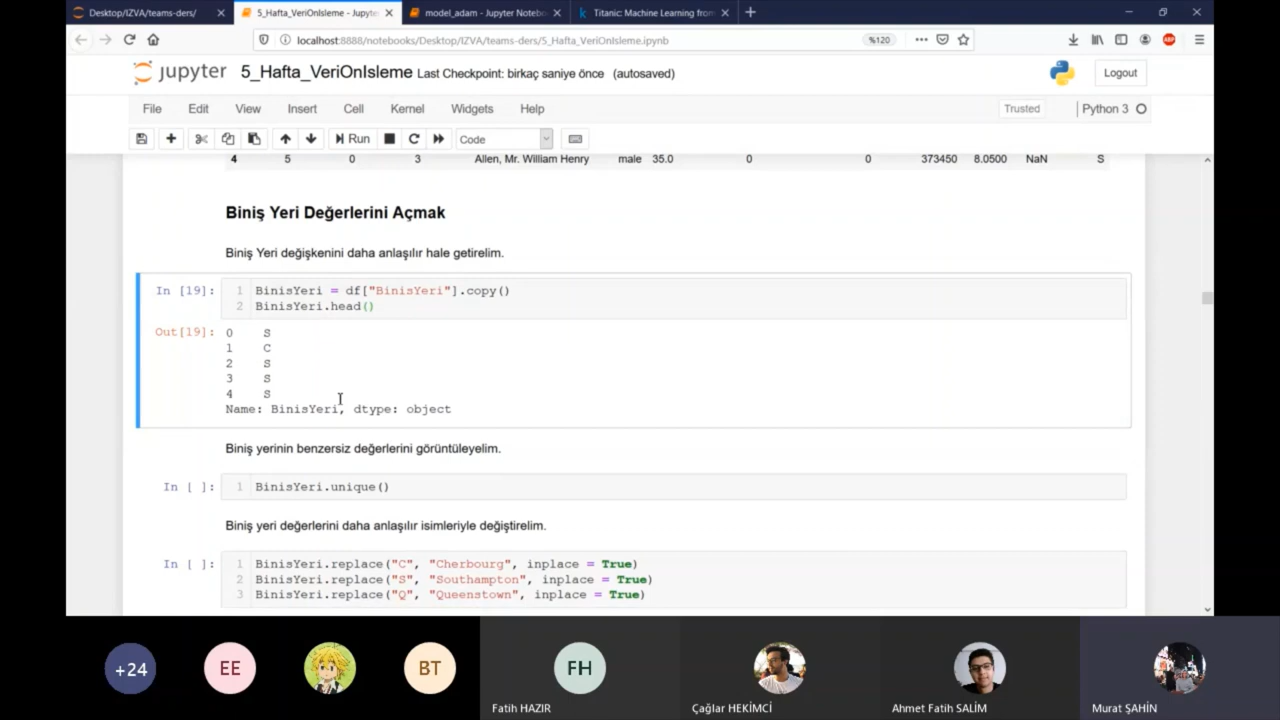 Desktop/IZVA/teams-ders/
5_Hafta_VeriOnIsleme - Jupyte
model_adam - Jupyter Notebo
Titanic: Machine Learning from
localhost:8888/notebooks/Desktop/IZVA/teams-ders/5_Hafta_VeriOnIsleme.ipynb
%120
ABP
jupyter 5_Hafta_VeriOnIsleme Last Checkpoint: birkaç saniye önce (autosaved)
Logout
File Edit View Insert Cell Kernel Widgets Help
Trusted
Python 3
Run
Code
4 5 0 3 Allen, Mr. William Henry male 35.0 0 0 373450 8.0500 NaN S
Biniş Yeri Değerlerini Açmak
Biniş Yeri değişkenini daha anlaşılır hale getirelim.
In [19]: 1 BinisYeri = df["BinisYeri"].copy()
2 BinisYeri.head()
Out[19]: 0 S
1 C
2 S
3 S
4 S
Name: BinisYeri, dtype: object
Biniş yerinin benzersiz değerlerini görüntüleyelim.
In [ ]: 1 BinisYeri.unique()
Biniş yeri değerlerini daha anlaşılır isimleriyle değiştirelim.
In [ ]: 1 BinisYeri.replace("C", "Cherbourg", inplace = True)
2 BinisYeri.replace("S", "Southampton", inplace = True)
3 BinisYeri.replace("Q", "Queenstown", inplace = True)
+24
EE
BT
FH
Fatih HAZIR
Çağlar HEKİMCİ
Ahmet Fatih SALİM
Murat ŞAHİN